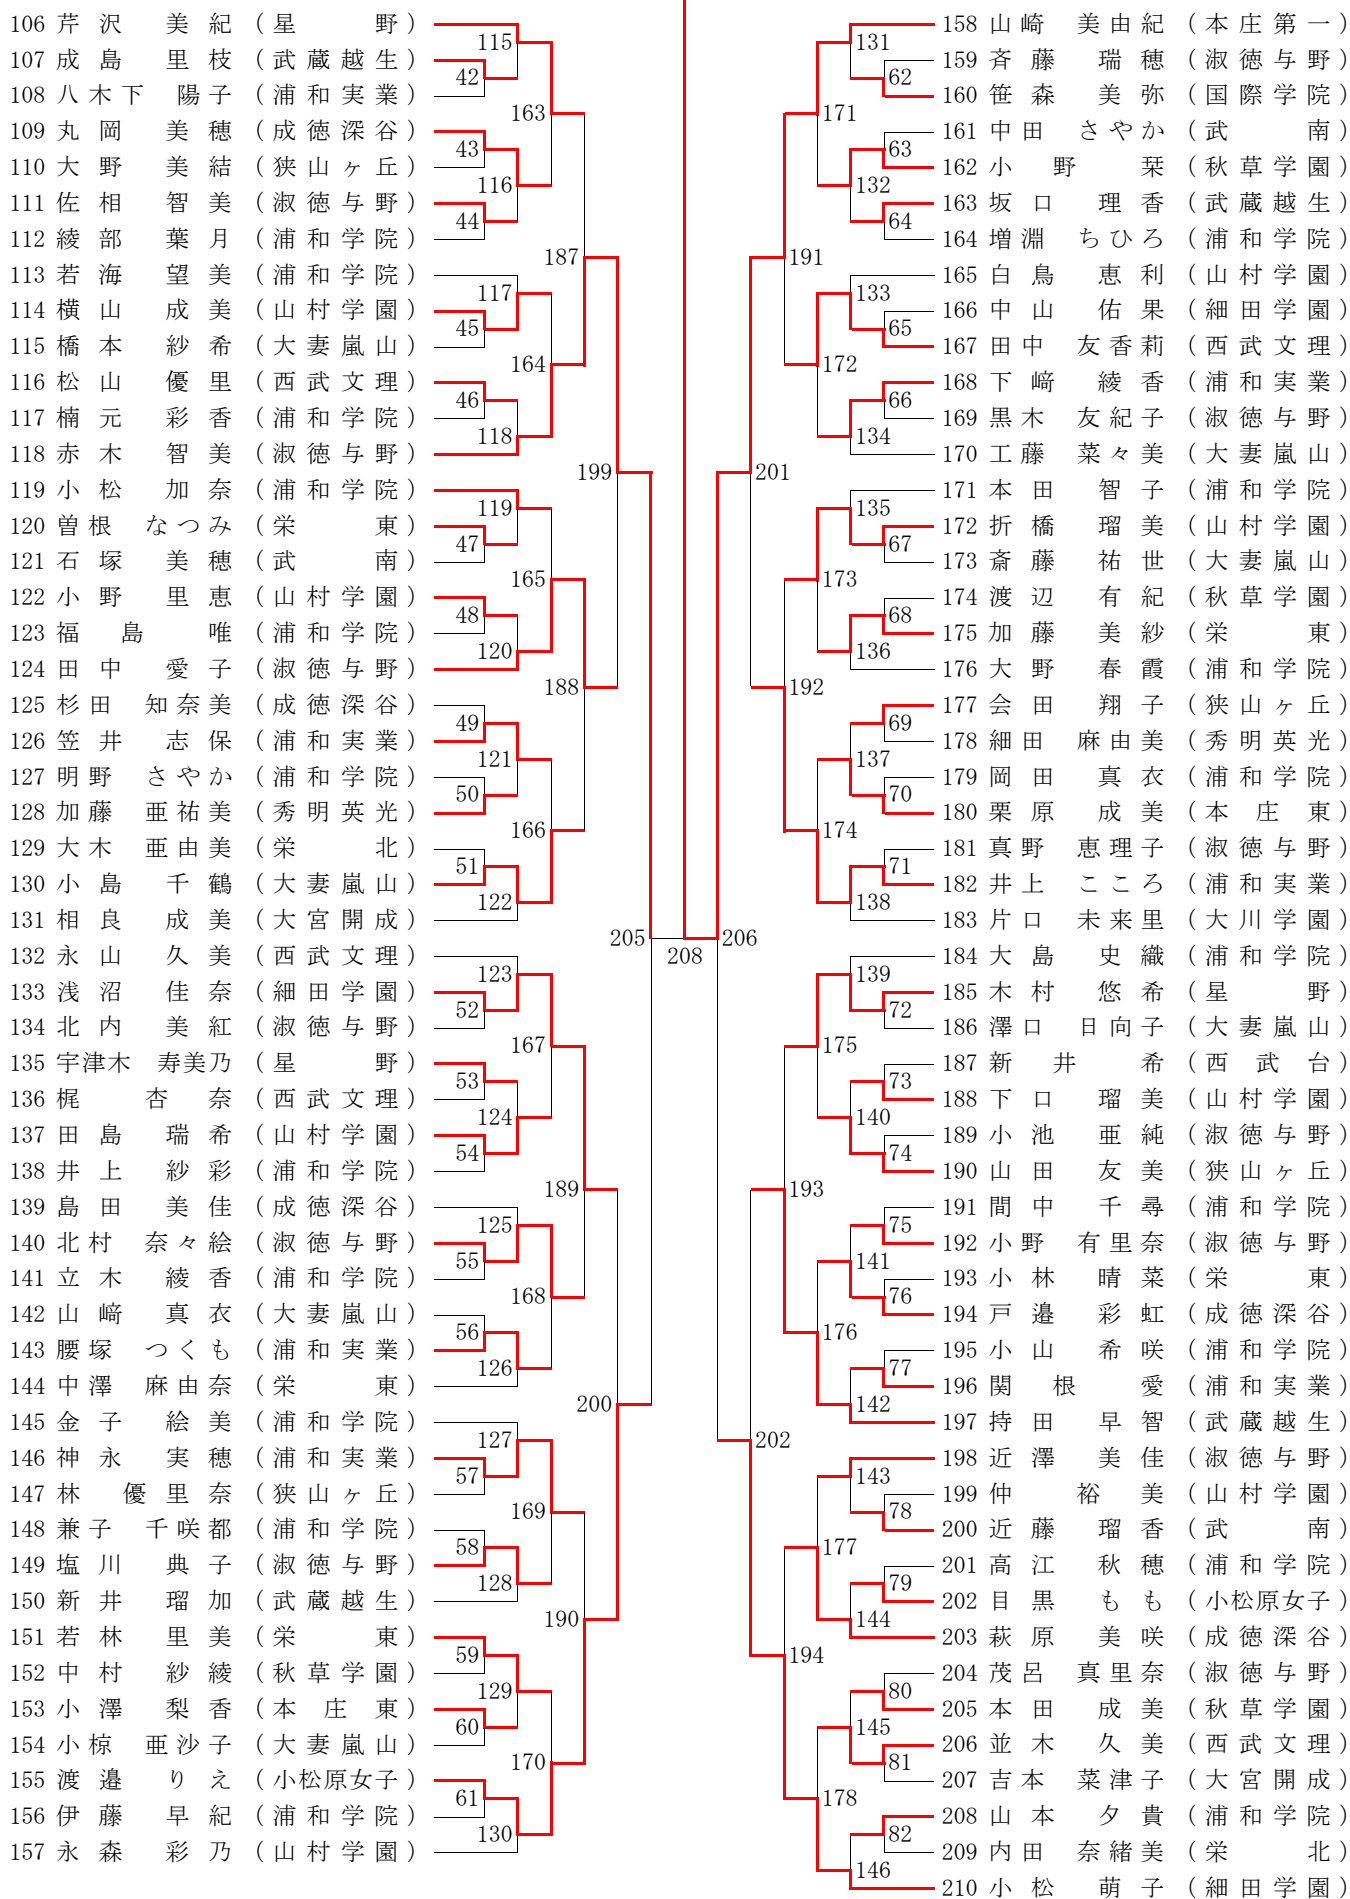 106 芹沢 美紀 (星野)
107 成島 里枝 (武蔵越生)
108 八木下 陽子 (浦和実業)
109 丸岡 美穂 (成徳深谷)
110 大野 美結 (狭山ヶ丘)
111 佐相 智美 (淑徳与野)
112 綾部 葉月 (浦和学院)
113 若海 望美 (浦和学院)
114 横山 成美 (山村学園)
115 橋本 紗希 (大妻嵐山)
116 松山 優里 (西武文理)
117 楠元 彩香 (浦和学院)
118 赤木 智美 (淑徳与野)
119 小松 加奈 (浦和学院)
120 曽根 なつみ (栄東)
121 石塚 美穂 (武南)
122 小野 里恵 (山村学園)
123 福島 唯 (浦和学院)
124 田中 愛子 (淑徳与野)
125 杉田 知奈美 (成徳深谷)
126 笠井 志保 (浦和実業)
127 明野 さやか (浦和学院)
128 加藤 亜祐美 (秀明英光)
129 大木 亜由美 (栄北)
130 小島 千鶴 (大妻嵐山)
131 相良 成美 (大宮開成)
132 永山 久美 (西武文理)
133 浅沼 佳奈 (細田学園)
134 北内 美紅 (淑徳与野)
135 宇津木 寿美乃 (星野)
136 梶 杏奈 (西武文理)
137 田島 瑞希 (山村学園)
138 井上 紗彩 (浦和学院)
139 島田 美佳 (成徳深谷)
140 北村 奈々絵 (淑徳与野)
141 立木 綾香 (浦和学院)
142 山﨑 真衣 (大妻嵐山)
143 腰塚 つくも (浦和実業)
144 中澤 麻由奈 (栄東)
145 金子 絵美 (浦和学院)
146 神永 実穂 (浦和実業)
147 林 優里奈 (狭山ヶ丘)
148 兼子 千咲都 (浦和学院)
149 塩川 典子 (淑徳与野)
150 新井 瑠加 (武蔵越生)
151 若林 里美 (栄東)
152 中村 紗綾 (秋草学園)
153 小澤 梨香 (本庄東)
154 小椋 亜沙子 (大妻嵐山)
155 渡邉 りえ (小松原女子)
156 伊藤 早紀 (浦和学院)
157 永森 彩乃 (山村学園)
42
43
44
45
46
47
48
49
50
51
52
53
54
55
56
57
58
59
60
61
115
116
117
118
119
120
121
122
123
124
125
126
127
128
129
130
163
164
165
166
167
168
169
170
187
188
189
190
199
200
205
208
206
201
202
191
192
193
194
171
172
173
174
175
176
177
178
131
132
133
134
135
136
137
138
139
140
141
142
143
144
145
146
62
63
64
65
66
67
68
69
70
71
72
73
74
75
76
77
78
79
80
81
82
158 山崎 美由紀 (本庄第一)
159 斉藤 瑞穂 (淑徳与野)
160 笹森 美弥 (国際学院)
161 中田 さやか (武南)
162 小野 栞 (秋草学園)
163 坂口 理香 (武蔵越生)
164 増淵 ちひろ (浦和学院)
165 白鳥 恵利 (山村学園)
166 中山 佑果 (細田学園)
167 田中 友香莉 (西武文理)
168 下﨑 綾香 (浦和実業)
169 黒木 友紀子 (淑徳与野)
170 工藤 菜々美 (大妻嵐山)
171 本田 智子 (浦和学院)
172 折橋 瑠美 (山村学園)
173 斎藤 祐世 (大妻嵐山)
174 渡辺 有紀 (秋草学園)
175 加藤 美紗 (栄東)
176 大野 春霞 (浦和学院)
177 会田 翔子 (狭山ヶ丘)
178 細田 麻由美 (秀明英光)
179 岡田 真衣 (浦和学院)
180 栗原 成美 (本庄東)
181 真野 恵理子 (淑徳与野)
182 井上 こころ (浦和実業)
183 片口 未来里 (大川学園)
184 大島 史織 (浦和学院)
185 木村 悠希 (星野)
186 澤口 日向子 (大妻嵐山)
187 新井 希 (西武台)
188 下口 瑠美 (山村学園)
189 小池 亜純 (淑徳与野)
190 山田 友美 (狭山ヶ丘)
191 間中 千尋 (浦和学院)
192 小野 有里奈 (淑徳与野)
193 小林 晴菜 (栄東)
194 戸邉 彩虹 (成徳深谷)
195 小山 希咲 (浦和学院)
196 関根 愛 (浦和実業)
197 持田 早智 (武蔵越生)
198 近澤 美佳 (淑徳与野)
199 仲 裕美 (山村学園)
200 近藤 瑠香 (武南)
201 高江 秋穂 (浦和学院)
202 目黒 もも (小松原女子)
203 萩原 美咲 (成徳深谷)
204 茂呂 真里奈 (淑徳与野)
205 本田 成美 (秋草学園)
206 並木 久美 (西武文理)
207 吉本 菜津子 (大宮開成)
208 山本 夕貴 (浦和学院)
209 内田 奈緒美 (栄北)
210 小松 萌子 (細田学園)